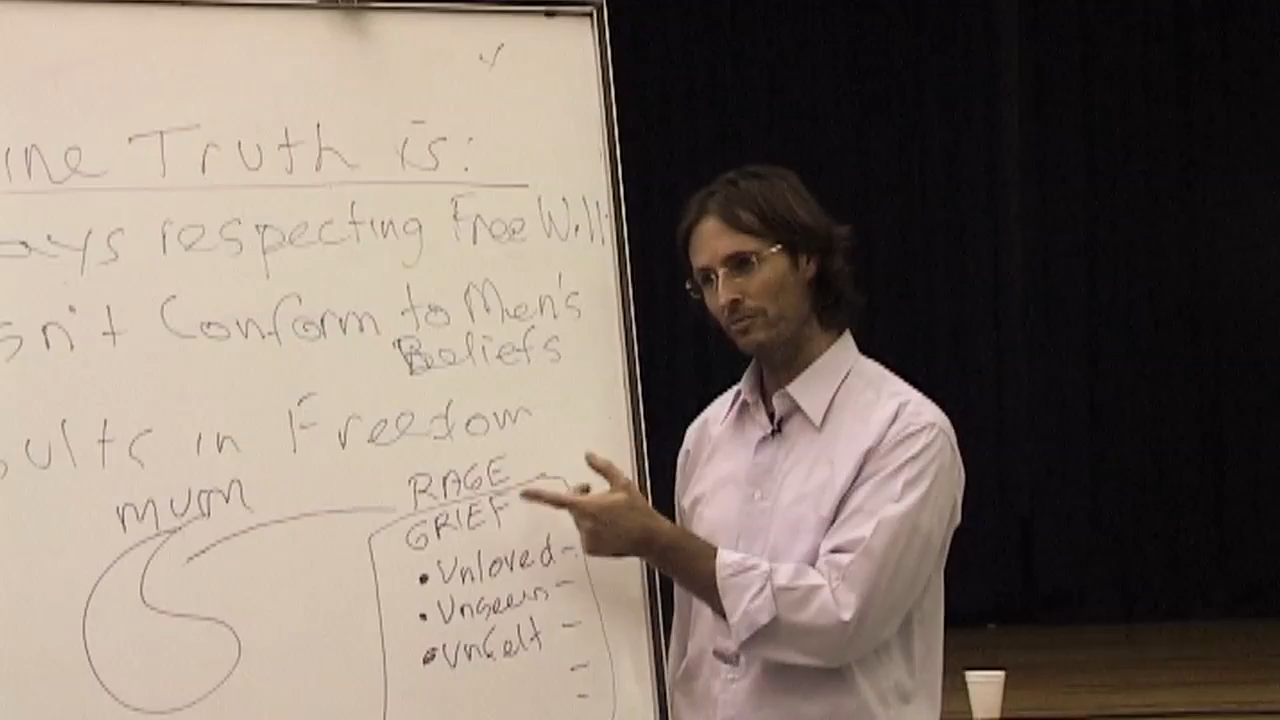 ine Truth is:
ays respecting Free Will
sn't Conform to Men's
Beliefs
ults in Freedom
mum
RAGE
GRIEF
• Unloved -
• Unseen -
• Unfelt -
-
-